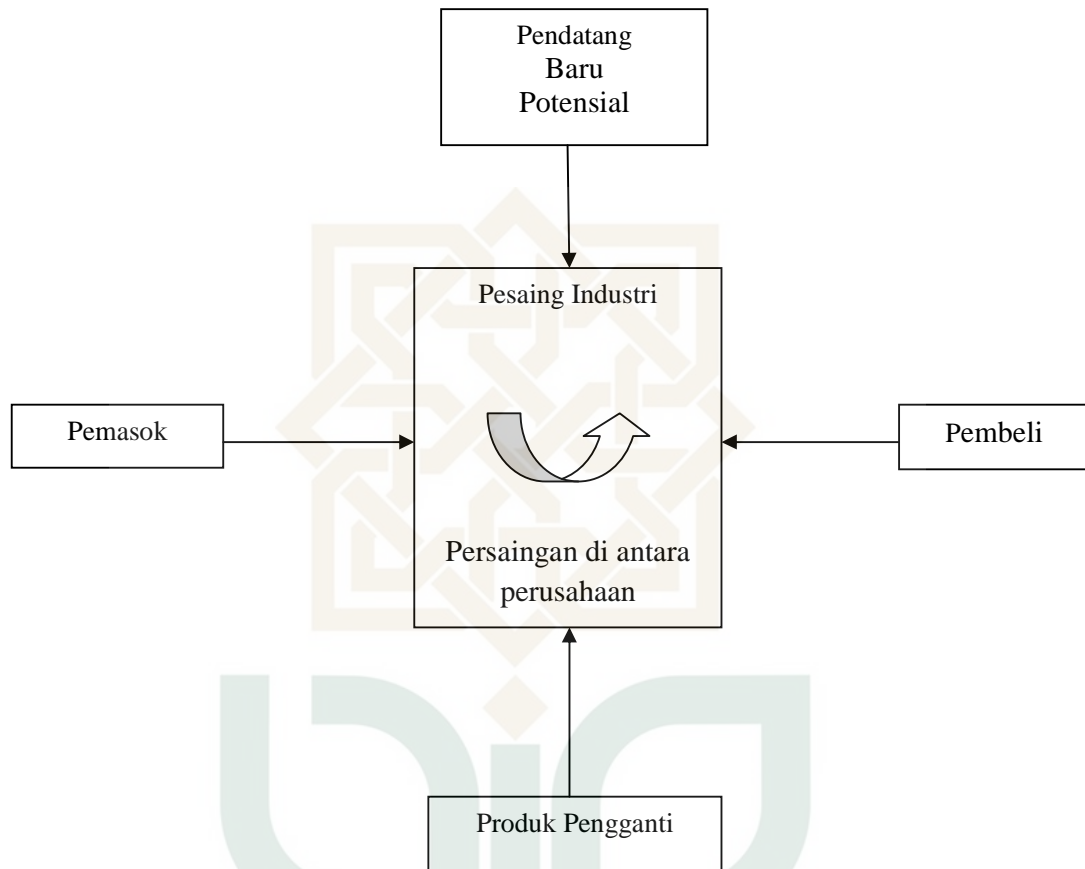 Pendatang
Baru
Potensial
Pesaing Industri
Pemasok
Pembeli
Persaingan di antara
perusahaan
Produk Pengganti